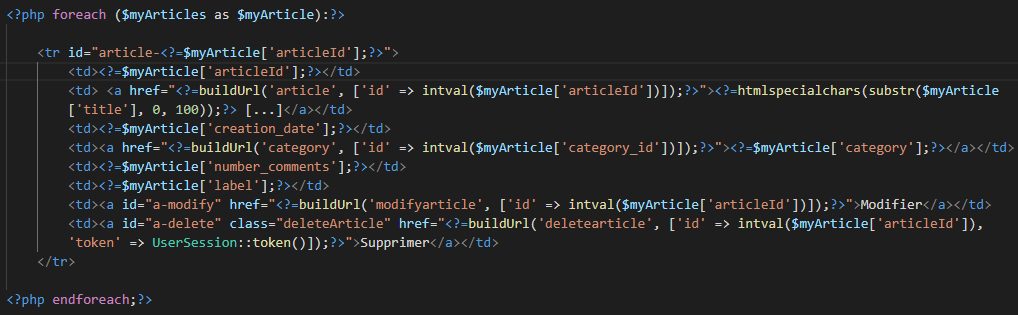 <?php foreach ($myArticles as $myArticle):?>
<tr id="article-<?=$myArticle['articleId'];?>">
<td><?=$myArticle['articleId'];?></td>
<td> <a href="<?=buildUrl('article', ['id' => intval($myArticle['articleId'])]);?>"><?=htmlspecialchars(substr($myArticle
['title'], 0, 100));?> [...]</a></td>
<td><?=$myArticle['creation_date'];?></td>
<td><a href="<?=buildUrl('category', ['id' => intval($myArticle['category_id'])]);?>"><?=$myArticle['category'];?></a></td>
<td><?=$myArticle['number_comments'];?></td>
<td><?=$myArticle['label'];?></td>
<td><a id="a-modify" href="<?=buildUrl('modifyarticle', ['id' => intval($myArticle['articleId'])]);?>">Modifier</a></td>
<td><a id="a-delete" class="deleteArticle" href="<?=buildUrl('deletearticle', ['id' => intval($myArticle['articleId']),
'token' => UserSession::token()]);?>">Supprimer</a></td>
</tr>
<?php endforeach;?>